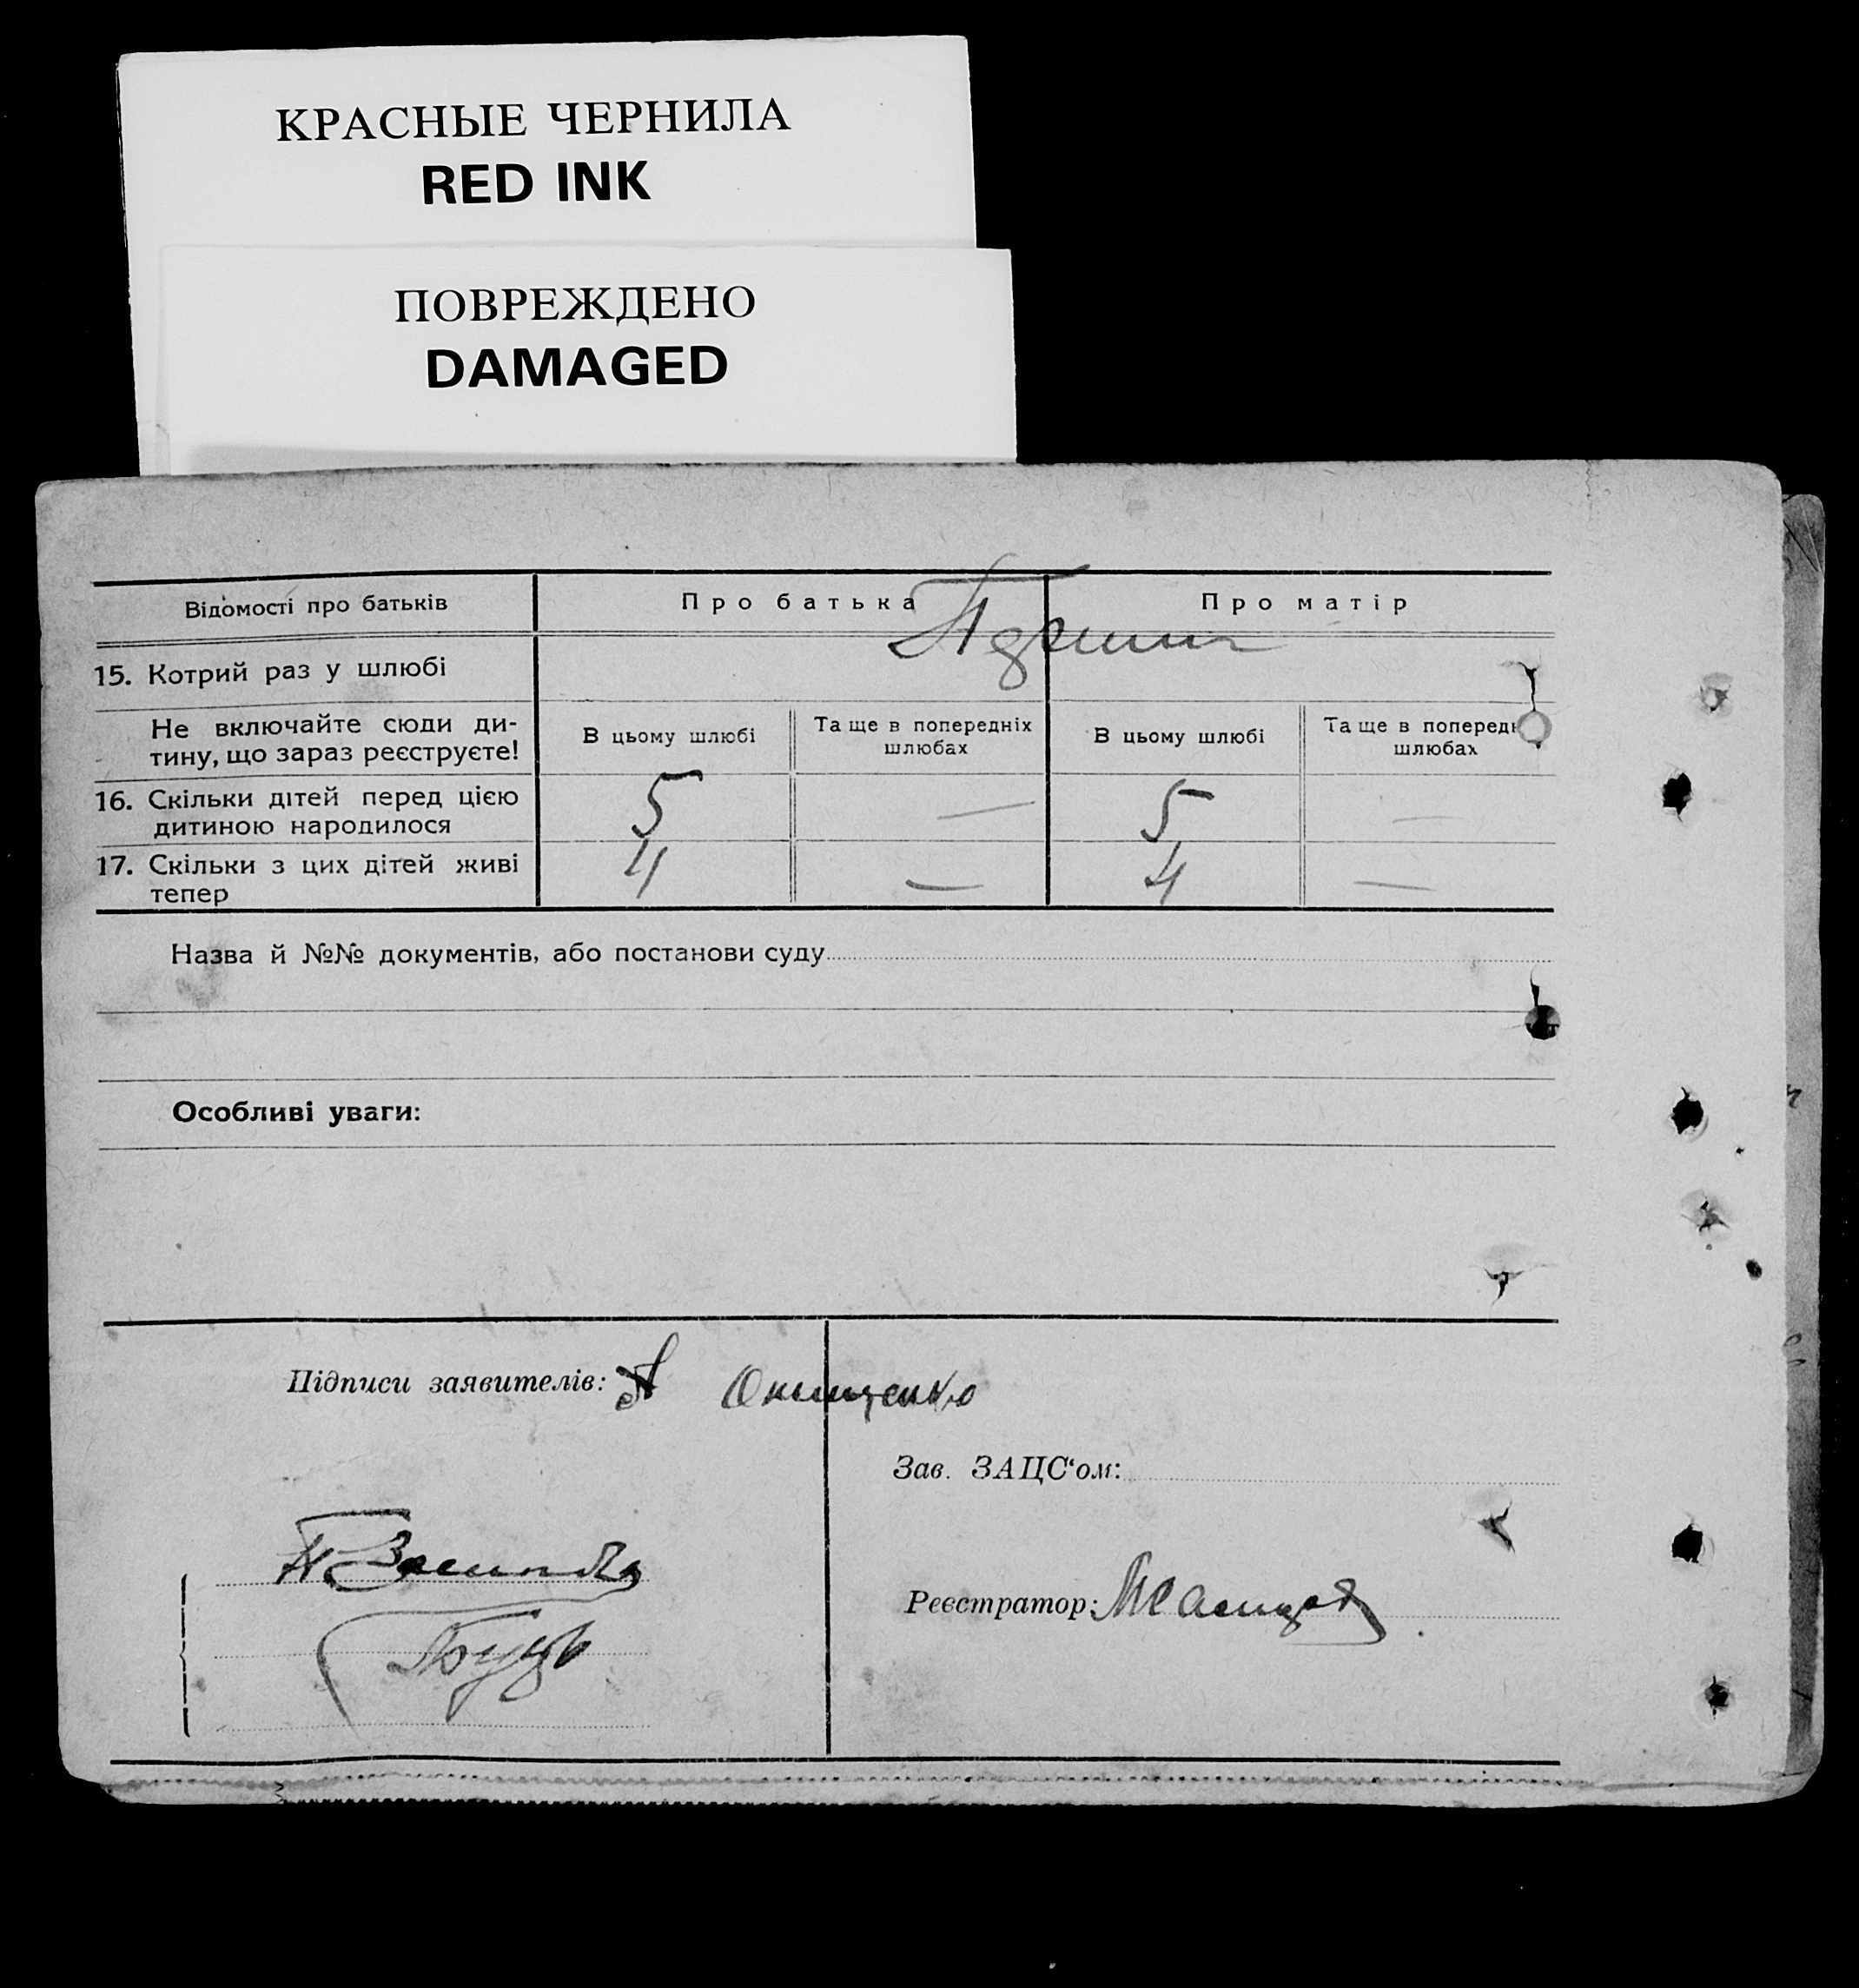 КРАСНЫЕ ЧЕРНИЛА
RED INK
ПОВРЕЖДЕНО
DAMAGED
Відомості про батьків Про батька Про матір
15. Котрий раз у шлюбі
Не включайте сюди ди- В цьому шлюбі Та ще в попередніх В цьому шлюбі Та ще в
тину, що зараз реєструєте! шлюбах шлюбах
16. Скільки дітей перед цією 5 — 5 —
дитиною народилося
17. Скільки з цих дітей живі 4 — 4 —
тепер
Назва й №№ документів, або постанови суду
Особливі уваги:
Підписи заявителів:
Зав. ЗАЦС‘ом:
Реєстратор: